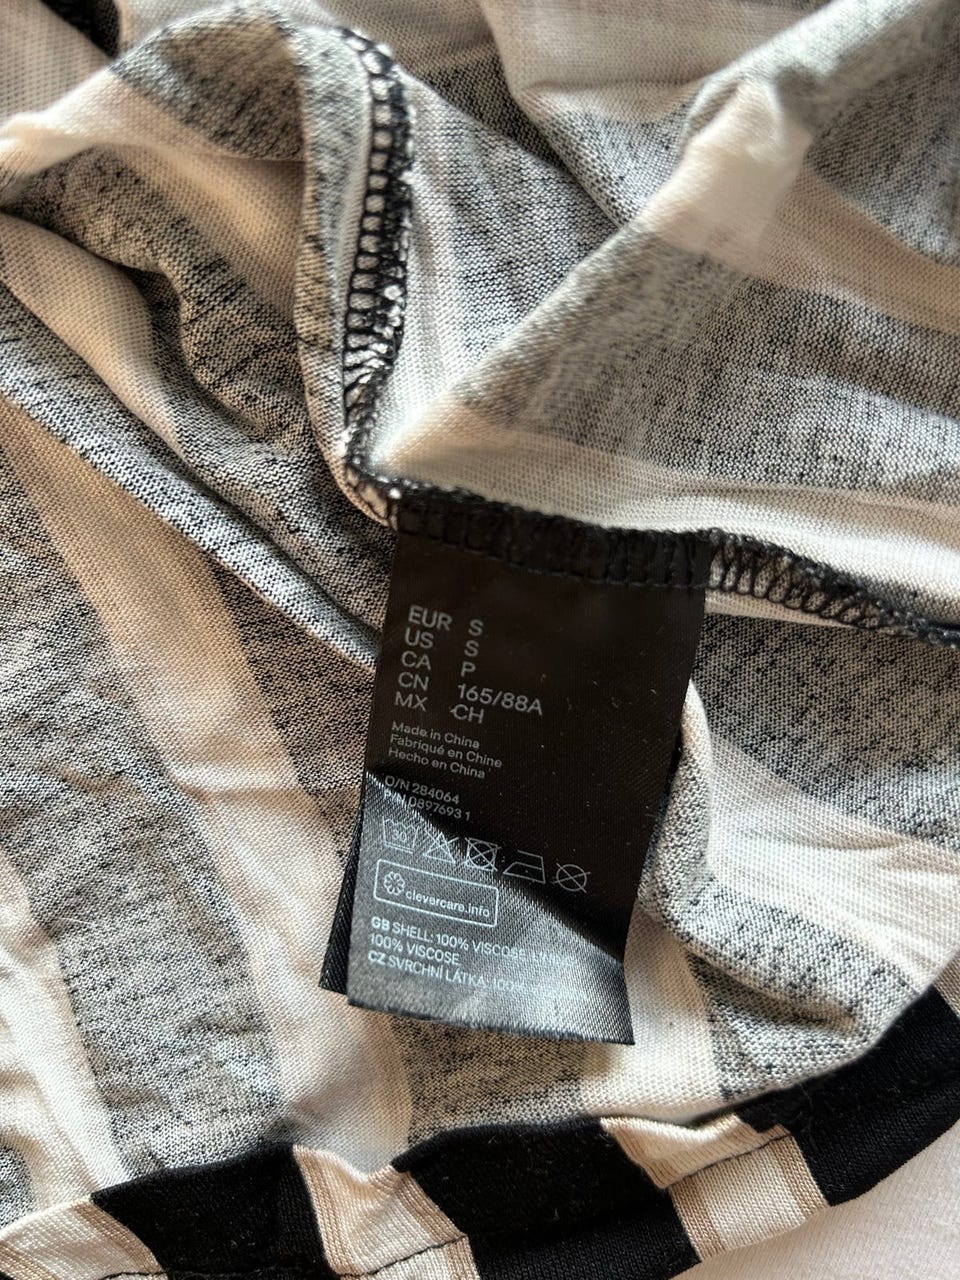 EUR S
US S
CA P
CN 165/88A
MX CH
Made in China
Fabriqué en Chine
Hecho en China
O/N 284064
P/N 0897693 1
30
clevercare.info
GB SHELL: 100% VISCOSE
100% VISCOSE
CZ SVRCHNÍ LÁTKA: 100%